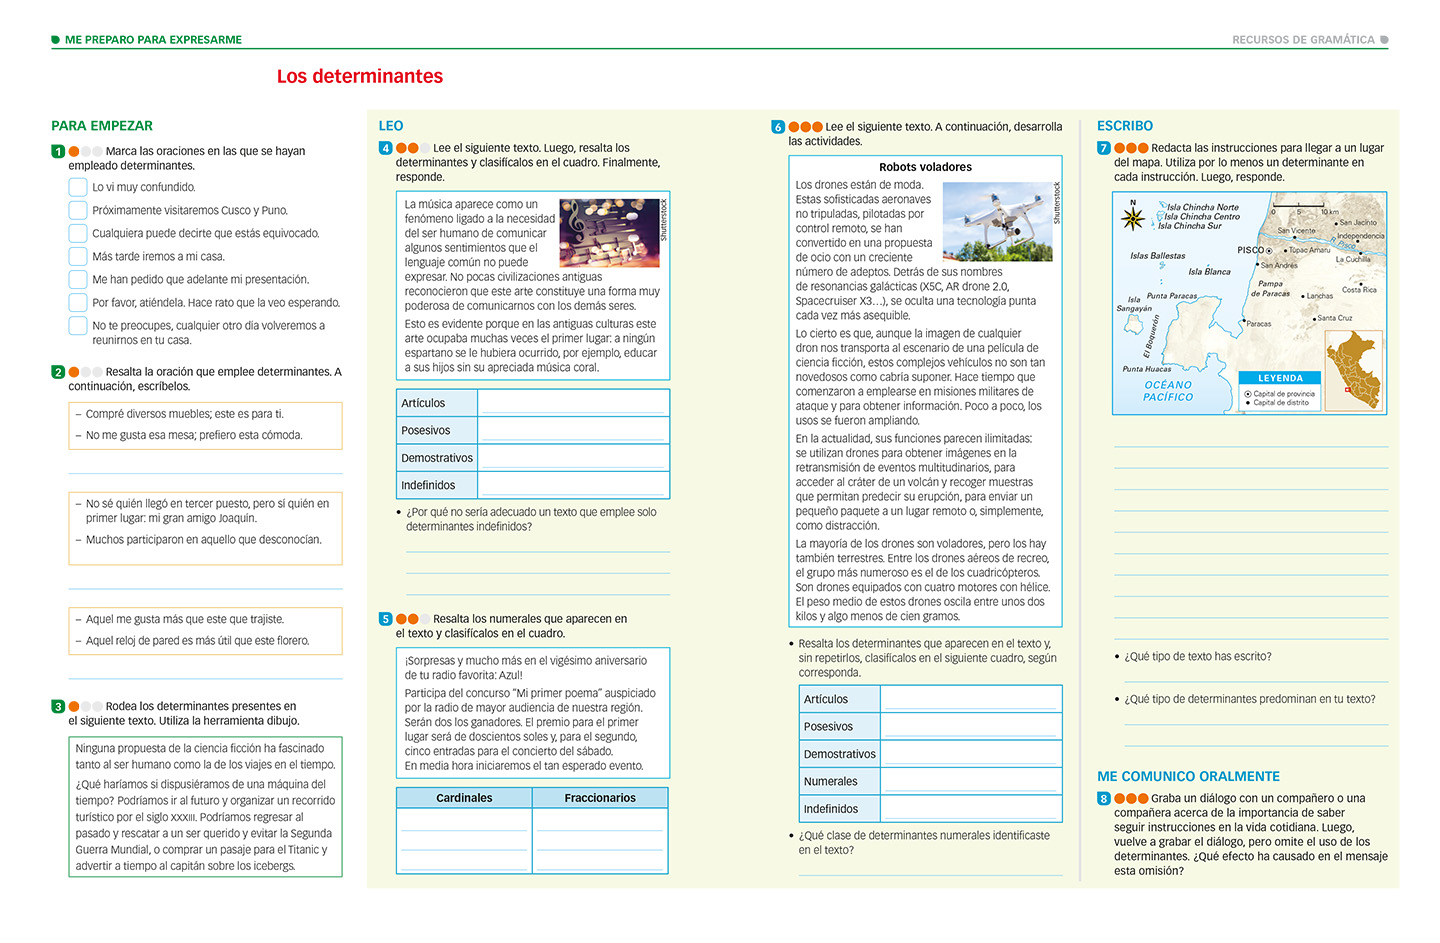 ME PREPARO PARA EXPRESARME
RECURSOS DE GRAMÁTICA
Los determinantes
PARA EMPEZAR
1 Marca las oraciones en las que se hayan
empleado determinantes.
Lo vi muy confundido.
Próximamente visitaremos Cusco y Puno.
Cualquiera puede decirte que estás equivocado.
Más tarde iremos a mi casa.
Me han pedido que adelante mi presentación.
Por favor, atiéndela. Hace rato que la veo esperando.
No te preocupes, cualquier otro día volveremos a
reunirnos en tu casa.
2 Resalta la oración que emplee determinantes. A
continuación, escríbelos.
– Compré diversos muebles; este es para ti.
– No me gusta esa mesa; prefiero esta cómoda.
– No sé quién llegó en tercer puesto, pero sí quién en
primer lugar: mi gran amigo Joaquín.
– Muchos participaron en aquello que desconocían.
– Aquel me gusta más que este que trajiste.
– Aquel reloj de pared es más útil que este florero.
3 Rodea los determinantes presentes en
el siguiente texto. Utiliza la herramienta dibujo.
Ninguna propuesta de la ciencia ficción ha fascinado
tanto al ser humano como la de los viajes en el tiempo.
¿Qué haríamos si dispusiéramos de una máquina del
tiempo? Podríamos ir al futuro y organizar un recorrido
turístico por el siglo XXXIII. Podríamos regresar al
pasado y rescatar a un ser querido y evitar la Segunda
Guerra Mundial, o comprar un pasaje para el Titanic y
advertir a tiempo al capitán sobre los icebergs.
LEO
4 Lee el siguiente texto. Luego, resalta los
determinantes y clasifícalos en el cuadro. Finalmente,
responde.
La música aparece como un
fenómeno ligado a la necesidad
del ser humano de comunicar
algunos sentimientos que el
lenguaje común no puede
expresar. No pocas civilizaciones antiguas
reconocieron que este arte constituye una forma muy
poderosa de comunicarnos con los demás seres.
Esto es evidente porque en las antiguas culturas este
arte ocupaba muchas veces el primer lugar: a ningún
espartano se le hubiera ocurrido, por ejemplo, educar
a sus hijos sin su apreciada música coral.
Shutterstock
Artículos
Posesivos
Demostrativos
Indefinidos
• ¿Por qué no sería adecuado un texto que emplee solo
determinantes indefinidos?
5 Resalta los numerales que aparecen en
el texto y clasifícalos en el cuadro.
¡Sorpresas y mucho más en el vigésimo aniversario
de tu radio favorita: Azul!
Participa del concurso “Mi primer poema” auspiciado
por la radio de mayor audiencia de nuestra región.
Serán dos los ganadores. El premio para el primer
lugar será de doscientos soles y, para el segundo,
cinco entradas para el concierto del sábado.
En media hora iniciaremos el tan esperado evento.
Cardinales Fraccionarios
6 Lee el siguiente texto. A continuación, desarrolla
las actividades.
Robots voladores
Los drones están de moda.
Estas sofisticadas aeronaves
no tripuladas, pilotadas por
control remoto, se han
convertido en una propuesta
de ocio con un creciente
número de adeptos. Detrás de sus nombres
de resonancias galácticas (X5C, AR drone 2.0,
Spacecruiser X3...), se oculta una tecnología punta
cada vez más asequible.
Shutterstock
Lo cierto es que, aunque la imagen de cualquier
dron nos transporta al escenario de una película de
ciencia ficción, estos complejos vehículos no son tan
novedosos como cabría suponer. Hace tiempo que
comenzaron a emplearse en misiones militares de
ataque y para obtener información. Poco a poco, los
usos se fueron ampliando.
En la actualidad, sus funciones parecen ilimitadas:
se utilizan drones para obtener imágenes en la
retransmisión de eventos multitudinarios, para
acceder al cráter de un volcán y recoger muestras
que permitan predecir su erupción, para enviar un
pequeño paquete a un lugar remoto o, simplemente,
como distracción.
La mayoría de los drones son voladores, pero los hay
también terrestres. Entre los drones aéreos de recreo,
el grupo más numeroso es el de los cuadricópteros.
Son drones equipados con cuatro motores con hélice.
El peso medio de estos drones oscila entre unos dos
kilos y algo menos de cien gramos.
• Resalta los determinantes que aparecen en el texto y,
sin repetirlos, clasifícalos en el siguiente cuadro, según
corresponda.
Artículos
Posesivos
Demostrativos
Numerales
Indefinidos
• ¿Qué clase de determinantes numerales identificaste
en el texto?
ESCRIBO
7 Redacta las instrucciones para llegar a un lugar
del mapa. Utiliza por lo menos un determinante en
cada instrucción. Luego, responde.
N
Isla Chincha Norte
Isla Chincha Centro
Isla Chincha Sur
0 5 10 km
San Jacinto
San Vicente
Independencia
R. Pisco
PISCO
Túpac Amaru
La Cuchilla
Islas Ballestas
San Andrés
Isla Blanca
Pampa
de Paracas
Costa Rica
Isla
Sangayán
Punta Paracas
Lanchas
Santa Cruz
Paracas
El Boquerón
Punta Huacas
OCÉANO
PACÍFICO
LEYENDA
Capital de provincia
Capital de distrito
• ¿Qué tipo de texto has escrito?
• ¿Qué tipo de determinantes predominan en tu texto?
ME COMUNICO ORALMENTE
8 Graba un diálogo con un compañero o una
compañera acerca de la importancia de saber
seguir instrucciones en la vida cotidiana. Luego,
vuelve a grabar el diálogo, pero omite el uso de los
determinantes. ¿Qué efecto ha causado en el mensaje
esta omisión?